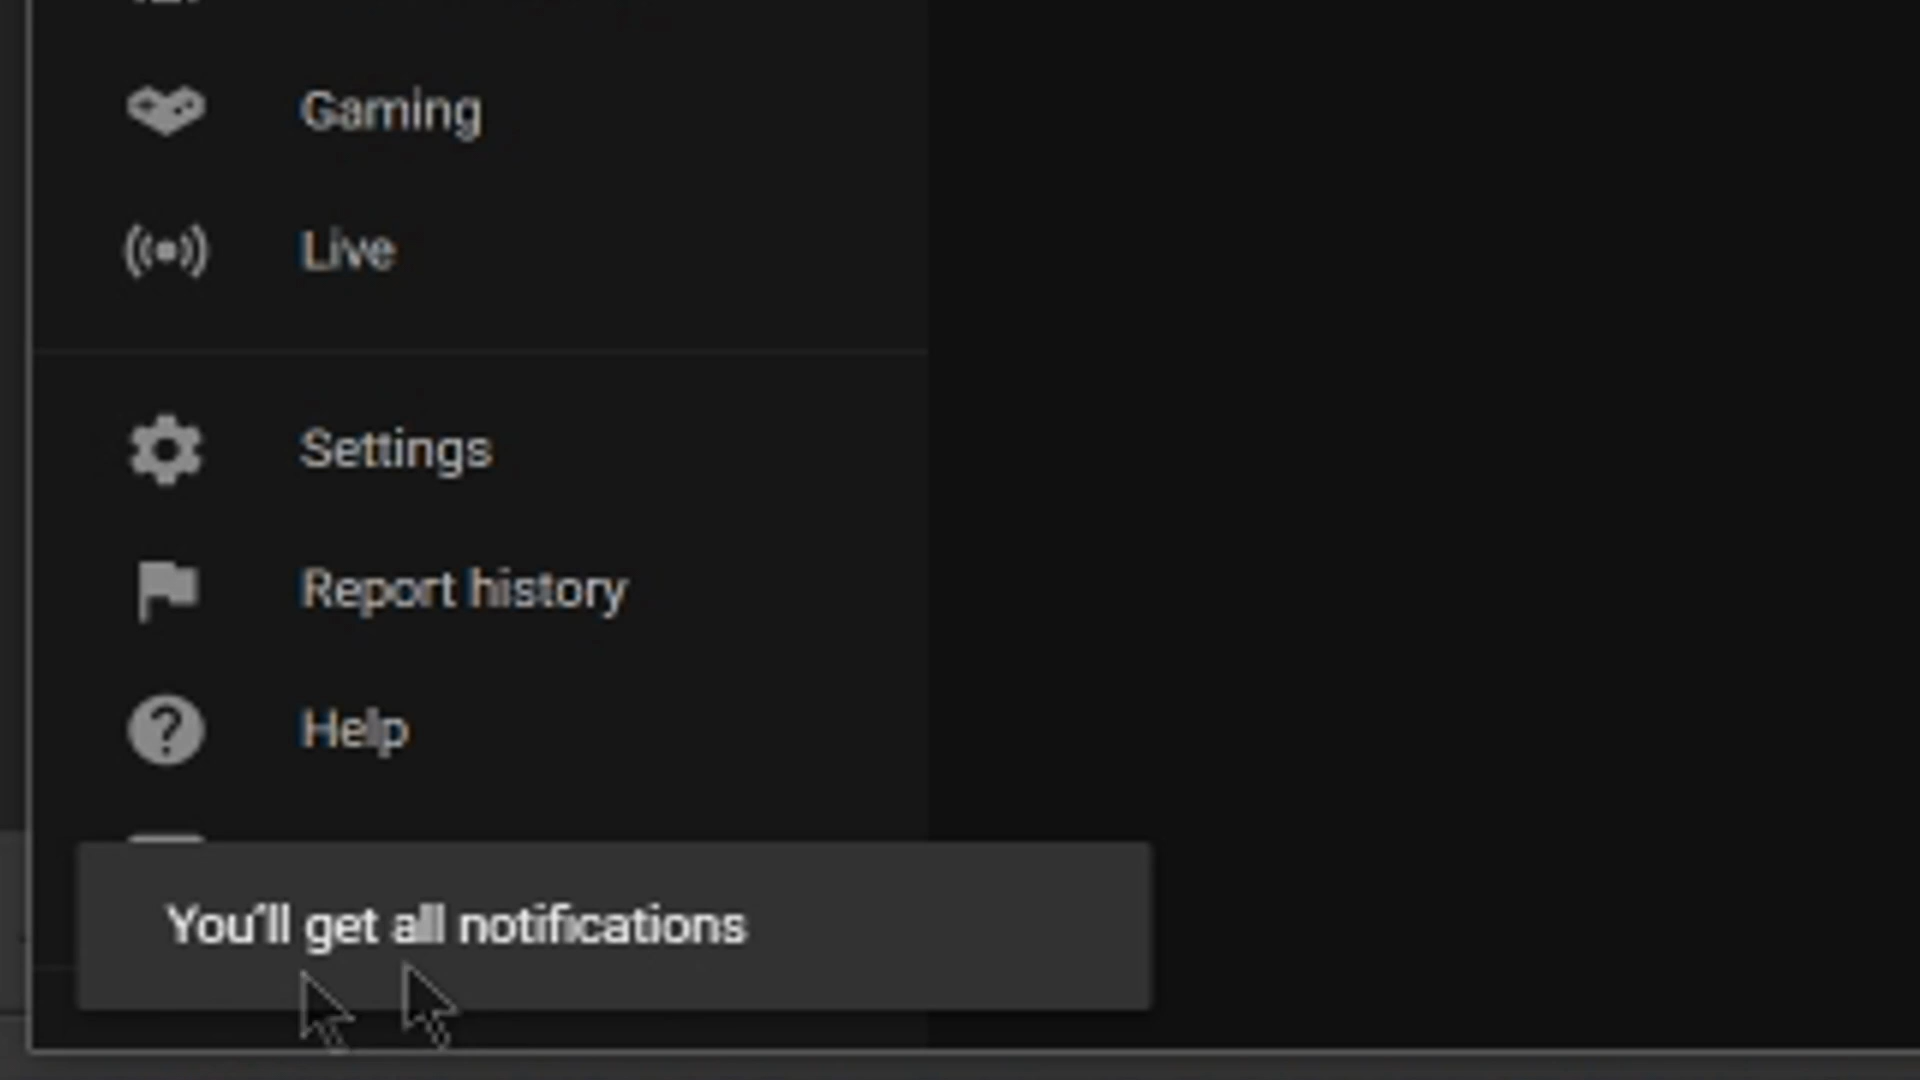 Gaming
Live
Settings
Report history
Help
You'll get all notifications